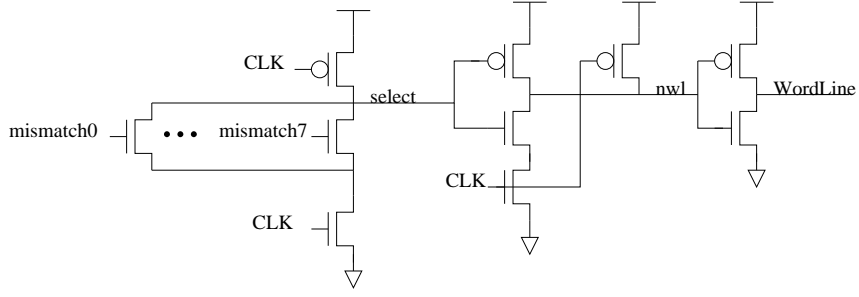 CLK
select
nwl
WordLine
mismatch0
mismatch7
CLK
CLK